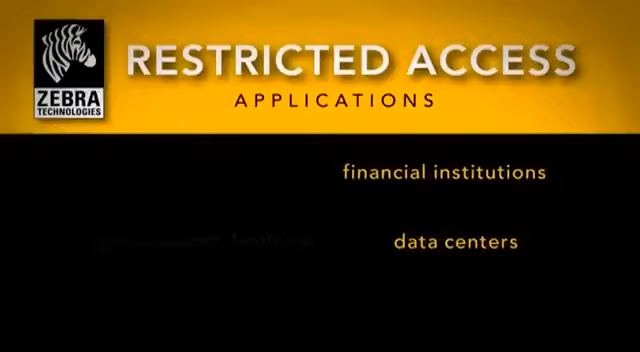 ZEBRA
TECHNOLOGIES
RESTRICTED ACCESS
APPLICATIONS
financial institutions
data centers